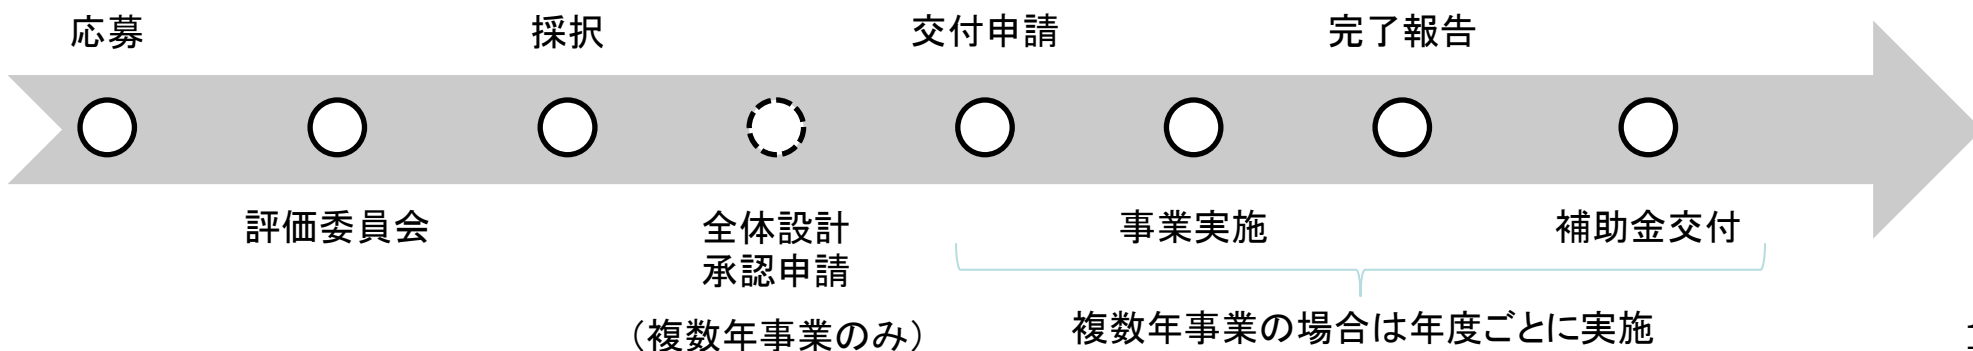 応募
採択
交付申請
完了報告
評価委員会
全体設計
承認申請
（複数年事業のみ）
事業実施
補助金交付
複数年事業の場合は年度ごとに実施